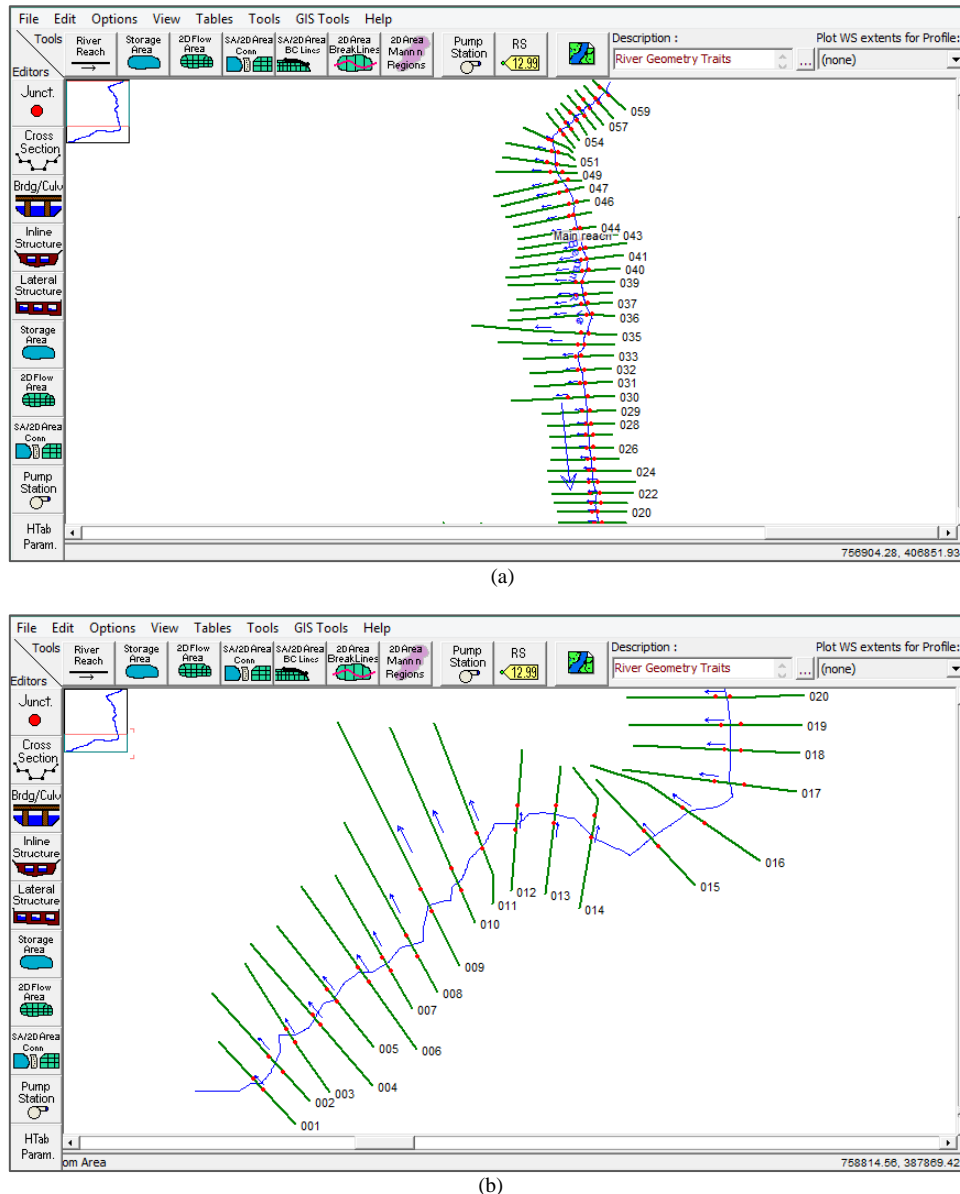 File Edit Options View Tables Tools GIS Tools Help
Tools
Editors
River
Reach
Storage
Area
2D Flow
Area
SA/2D Area
Conn
SA/2D Area
BC Lines
2D Area
BreakLines
2D Area
Mann n
Regions
Pump
Station
RS
12.99
Description :
River Geometry Traits
...
Plot WS extents for Profile:
(none)
Junct.
Cross
Section
Brdg/Culv
Inline
Structure
Lateral
Structure
Storage
Area
2D Flow
Area
SA/2D Area
Conn
Pump
Station
HTab
Param.
059
057
054
051
049
047
046
044
Main reach
043
041
040
039
037
036
035
033
032
031
030
029
028
026
024
022
020
756904.28, 406851.93
(a)
File Edit Options View Tables Tools GIS Tools Help
Tools
Editors
River
Reach
Storage
Area
2D Flow
Area
SA/2D Area
Conn
SA/2D Area
BC Lines
2D Area
BreakLines
2D Area
Mann n
Regions
Pump
Station
RS
12.99
Description :
River Geometry Traits
...
Plot WS extents for Profile:
(none)
Junct.
Cross
Section
Brdg/Culv
Inline
Structure
Lateral
Structure
Storage
Area
2D Flow
Area
SA/2D Area
Conn
Pump
Station
HTab
Param.
020
019
018
017
016
015
014
013
012
011
010
009
008
007
006
005
004
003
002
001
om Area
758814.56, 387869.42
(b)